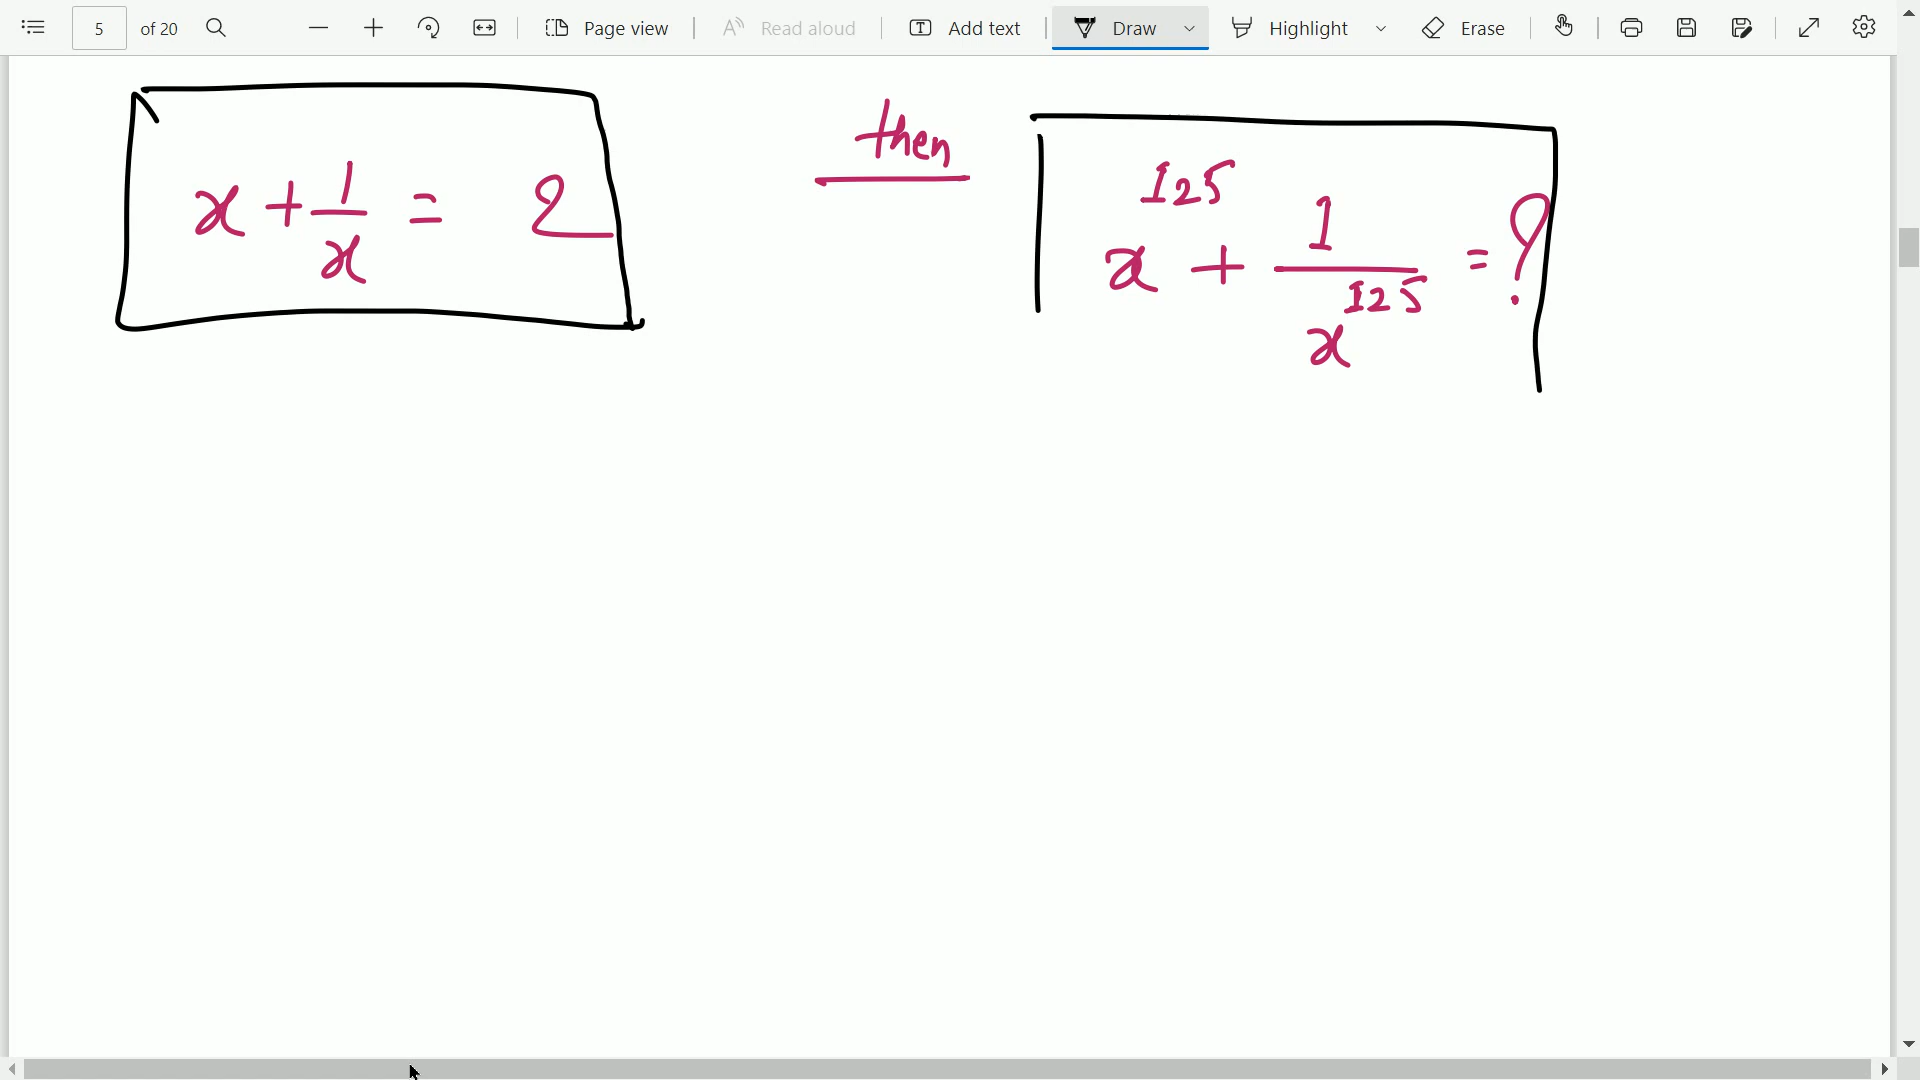 5 of 20 Page view Read aloud Add text Draw Highlight Erase
x + 1/x = 2 then x^125 + 1/x^125 = ?